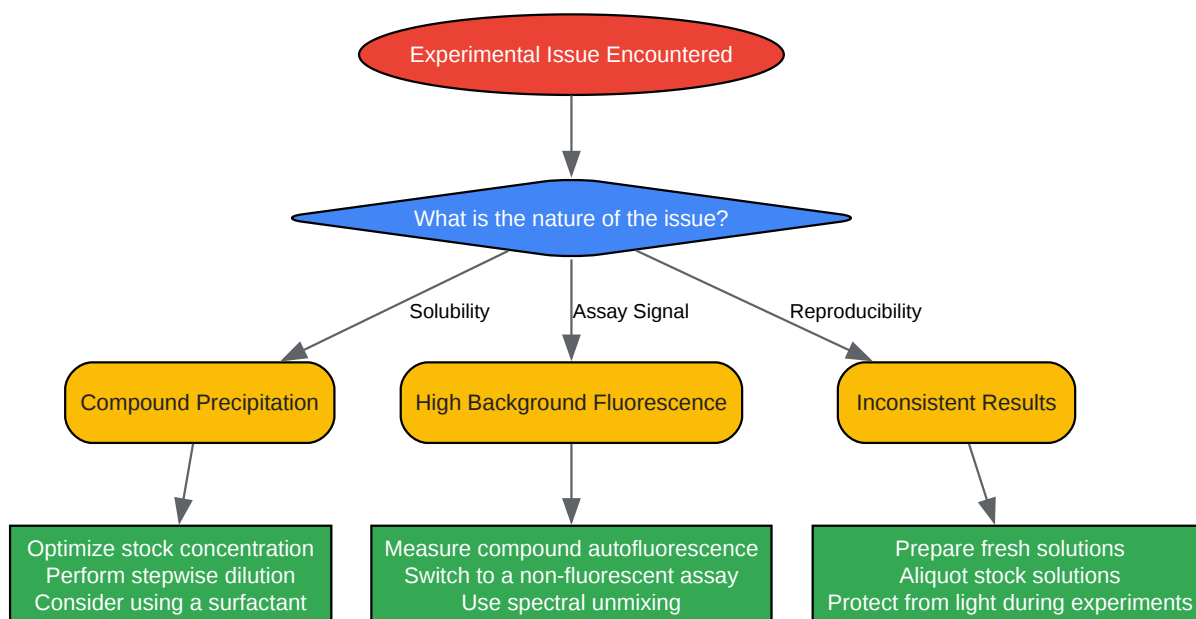 Experimental Issue Encountered
What is the nature of the issue?
Solubility
Assay Signal
Reproducibility
Compound Precipitation
High Background Fluorescence
Inconsistent Results
Optimize stock concentration
Perform stepwise dilution
Consider using a surfactant
Measure compound autofluorescence
Switch to a non-fluorescent assay
Use spectral unmixing
Prepare fresh solutions
Aliquot stock solutions
Protect from light during experiments